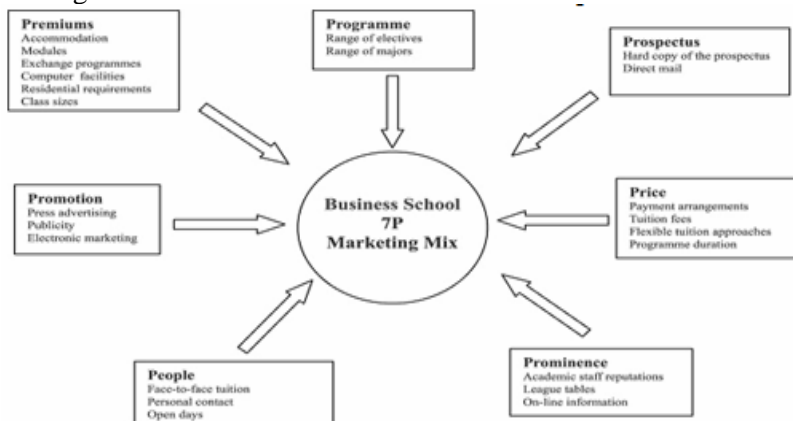 Premiums
Accommodation
Modules
Exchange programmes
Computer facilities
Residential requirements
Class sizes
Programme
Range of electives
Range of majors
Prospectus
Hard copy of the prospectus
Direct mail
Promotion
Press advertising
Publicity
Electronic marketing
Business School
7P
Marketing Mix
Price
Payment arrangements
Tuition fees
Flexible tuition approaches
Programme duration
People
Face-to-face tuition
Personal contact
Open days
Prominence
Academic staff reputations
League tables
On-line information